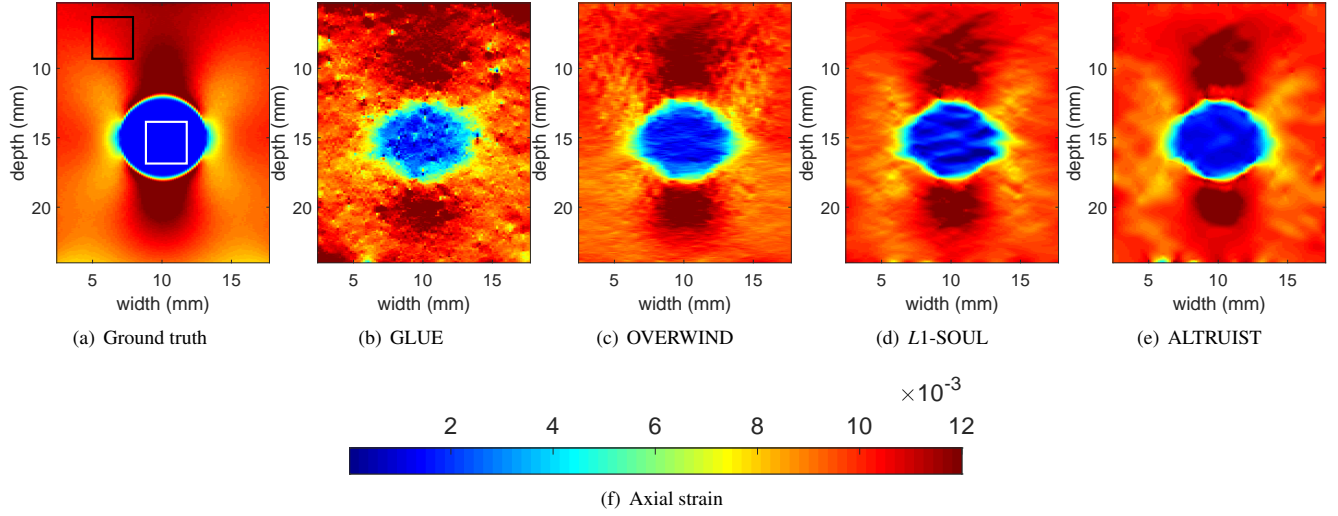 10
15
20
depth (mm)
5 10 15
width (mm)
(a) Ground truth
10
15
20
depth (mm)
5 10 15
width (mm)
(b) GLUE
10
15
20
depth (mm)
5 10 15
width (mm)
(c) OVERWIND
10
15
20
depth (mm)
5 10 15
width (mm)
(d) L1-SOUL
10
15
20
depth (mm)
5 10 15
width (mm)
(e) ALTRUIST
×10-3
2 4 6 8 10 12
(f) Axial strain